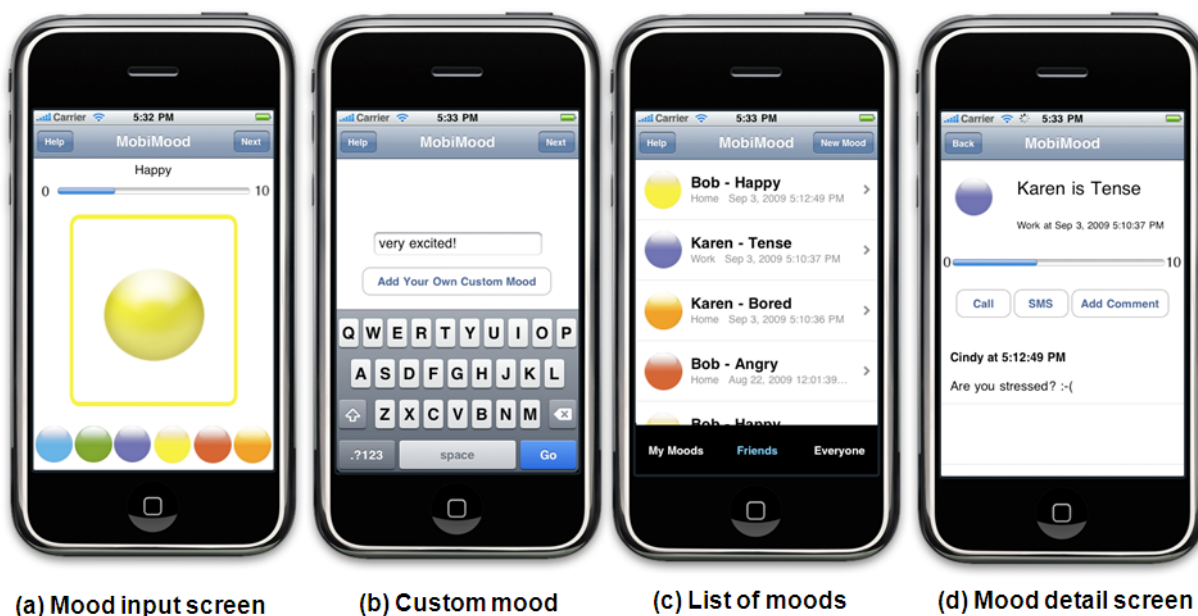 Carrier 5:32 PM
Help MobiMood Next
Happy
0 10
(a) Mood input screen
Carrier 5:33 PM
Help MobiMood Next
very excited!
Add Your Own Custom Mood
Q W E R T Y U I O P
A S D F G H J K L
Z X C V B N M
.?123 space Go
(b) Custom mood
Carrier 5:33 PM
Help MobiMood New Mood
Bob - Happy
Home Sep 3, 2009 5:12:49 PM
Karen - Tense
Work Sep 3, 2009 5:10:37 PM
Karen - Bored
Home Sep 3, 2009 5:10:36 PM
Bob - Angry
Home Aug 22, 2009 12:01:39...
Bob - Happy
My Moods Friends Everyone
(c) List of moods
Carrier 5:33 PM
Back MobiMood
Karen is Tense
Work at Sep 3, 2009 5:10:37 PM
0 10
Call SMS Add Comment
Cindy at 5:12:49 PM
Are you stressed? :-(
(d) Mood detail screen